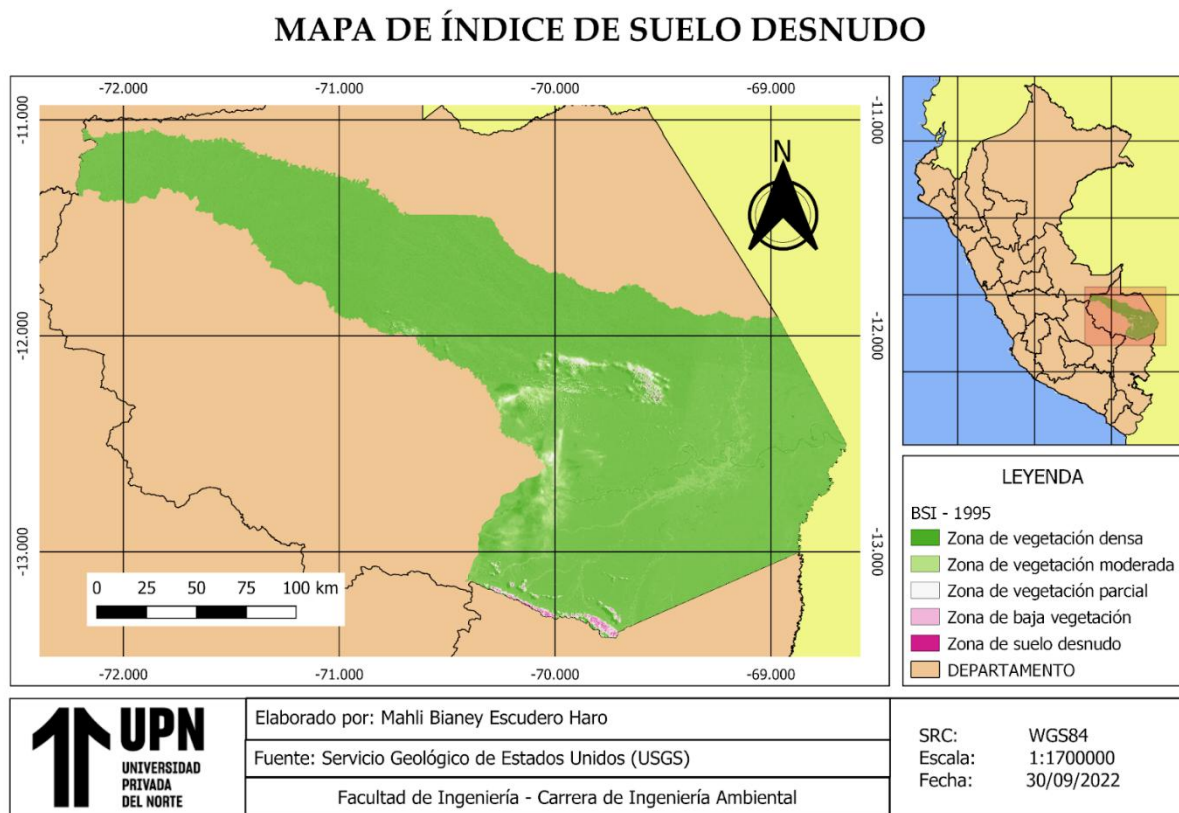 MAPA DE ÍNDICE DE SUELO DESNUDO
-72.000 -71.000 -70.000 -69.000
-11.000 -11.000
N
-12.000 -12.000
-13.000 -13.000
0 25 50 75 100 km
-72.000 -71.000 -70.000 -69.000
LEYENDA
BSI - 1995
Zona de vegetación densa
Zona de vegetación moderada
Zona de vegetación parcial
Zona de baja vegetación
Zona de suelo desnudo
DEPARTAMENTO
UPN
UNIVERSIDAD
PRIVADA
DEL NORTE
Elaborado por: Mahli Bianey Escudero Haro
Fuente: Servicio Geológico de Estados Unidos (USGS)
Facultad de Ingeniería - Carrera de Ingeniería Ambiental
SRC: WGS84
Escala: 1:1700000
Fecha: 30/09/2022